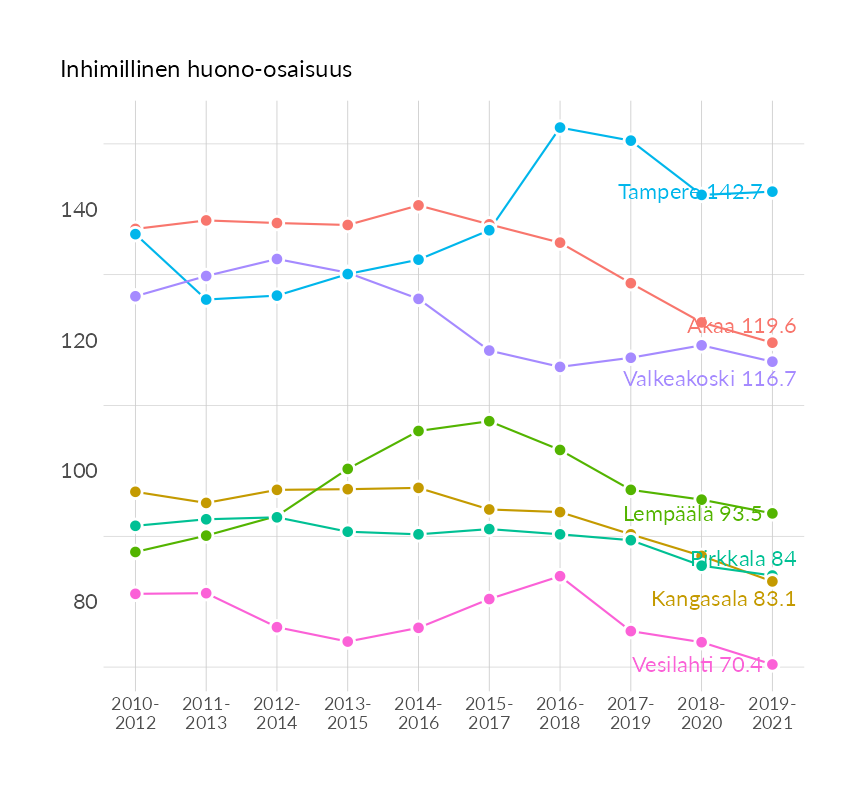 Inhimillinen huono-osaisuus
140
120
100
80
Tampere 142.7
Akaa 119.6
Valkeakoski 116.7
Lempäälä 93.5
Pirkkala 84
Kangasala 83.1
Vesilahti 70.4
2010- 2011- 2012- 2013- 2014- 2015- 2016- 2017- 2018- 2019-
2012 2013 2014 2015 2016 2017 2018 2019 2020 2021